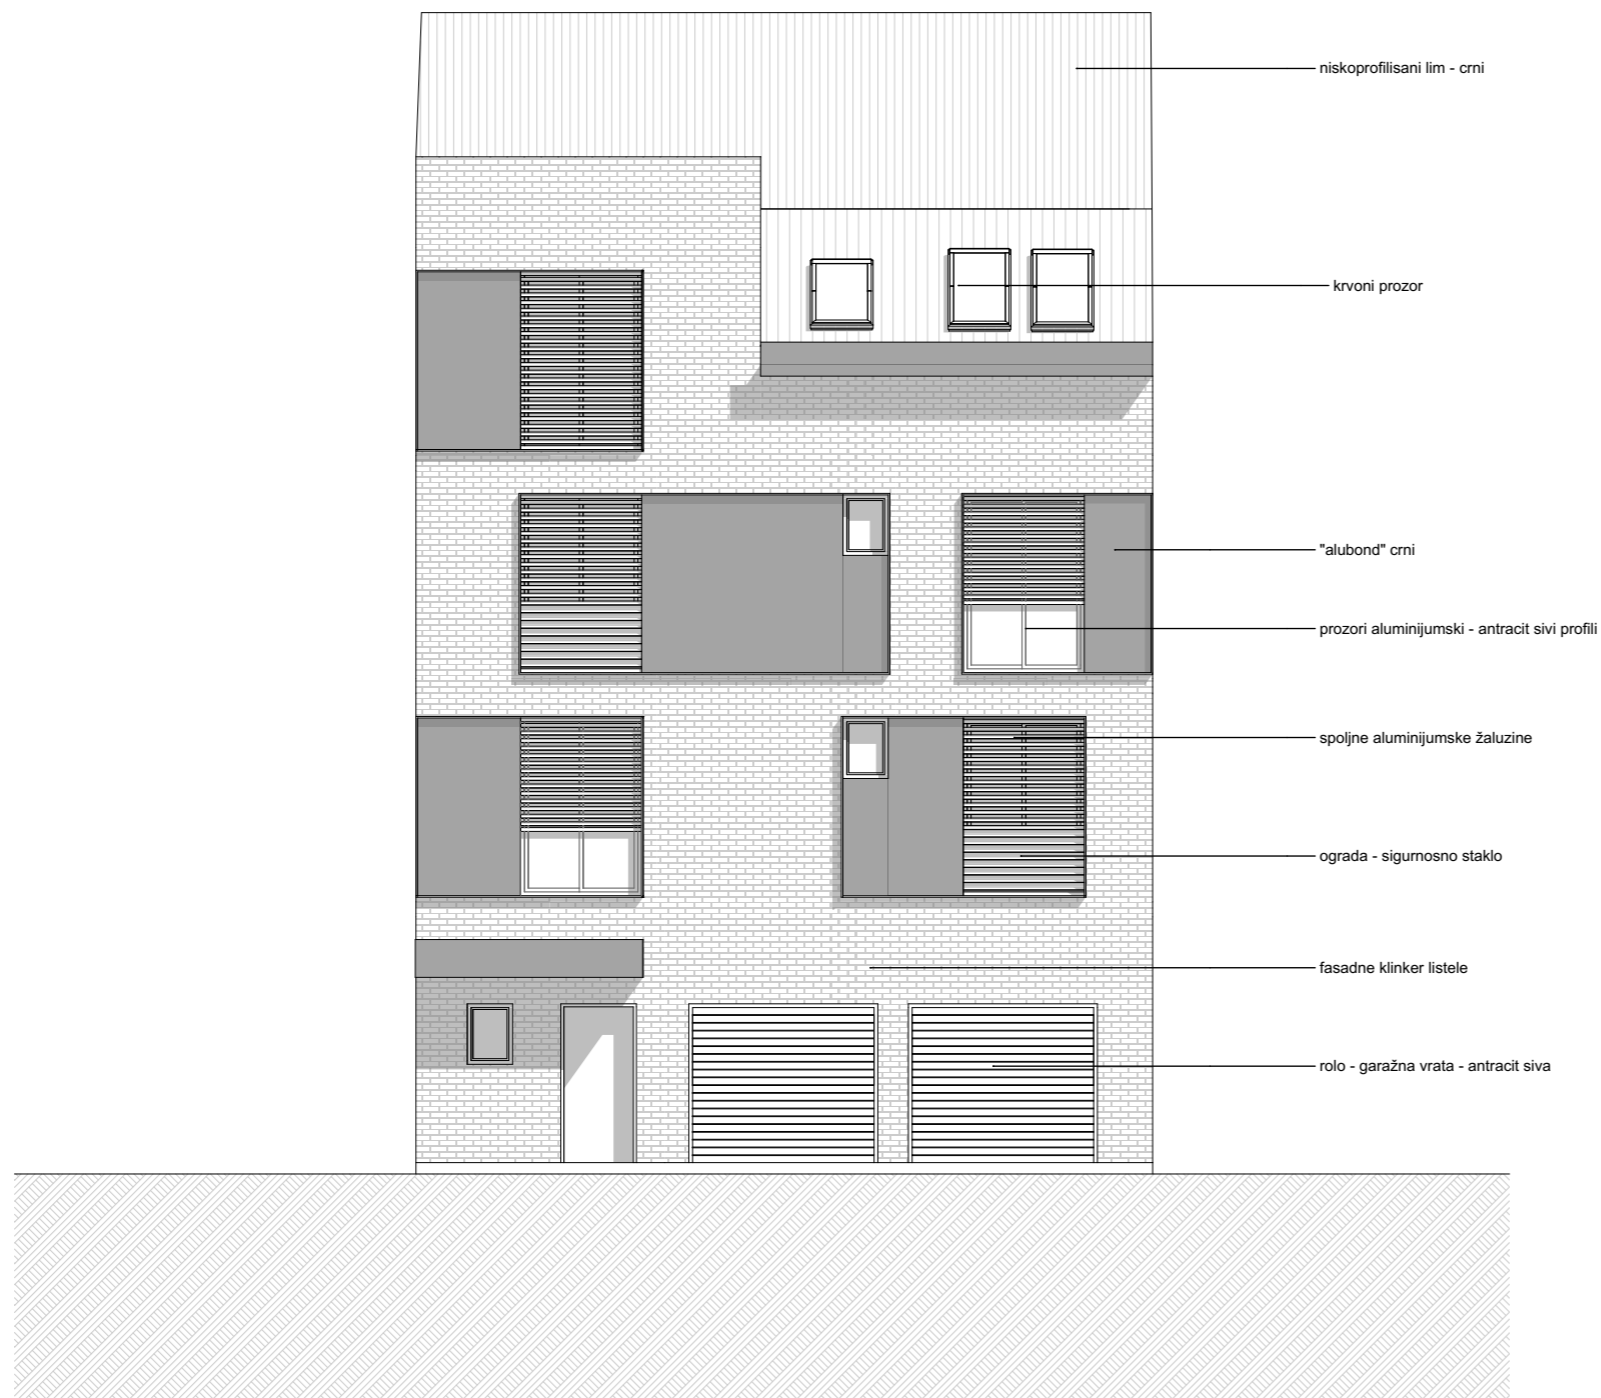 niskoprofilisani lim - crni
krvoni prozor
"alubond" crni
prozori aluminijumski - antracit sivi profili
spoljne aluminijumske žaluzine
ograda - sigurnosno staklo
fasadne klinker listele
rolo - garažna vrata - antracit siva